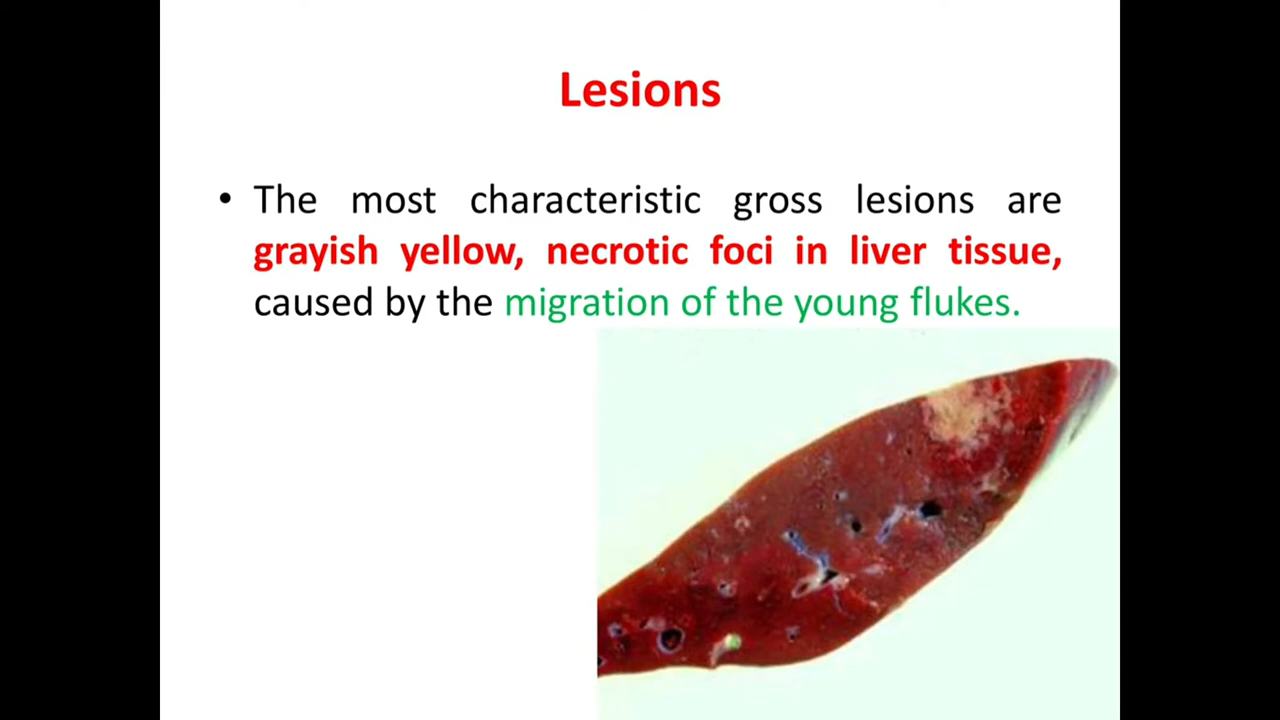 Lesions
• The most characteristic gross lesions are
grayish yellow, necrotic foci in liver tissue,
caused by the migration of the young flukes.